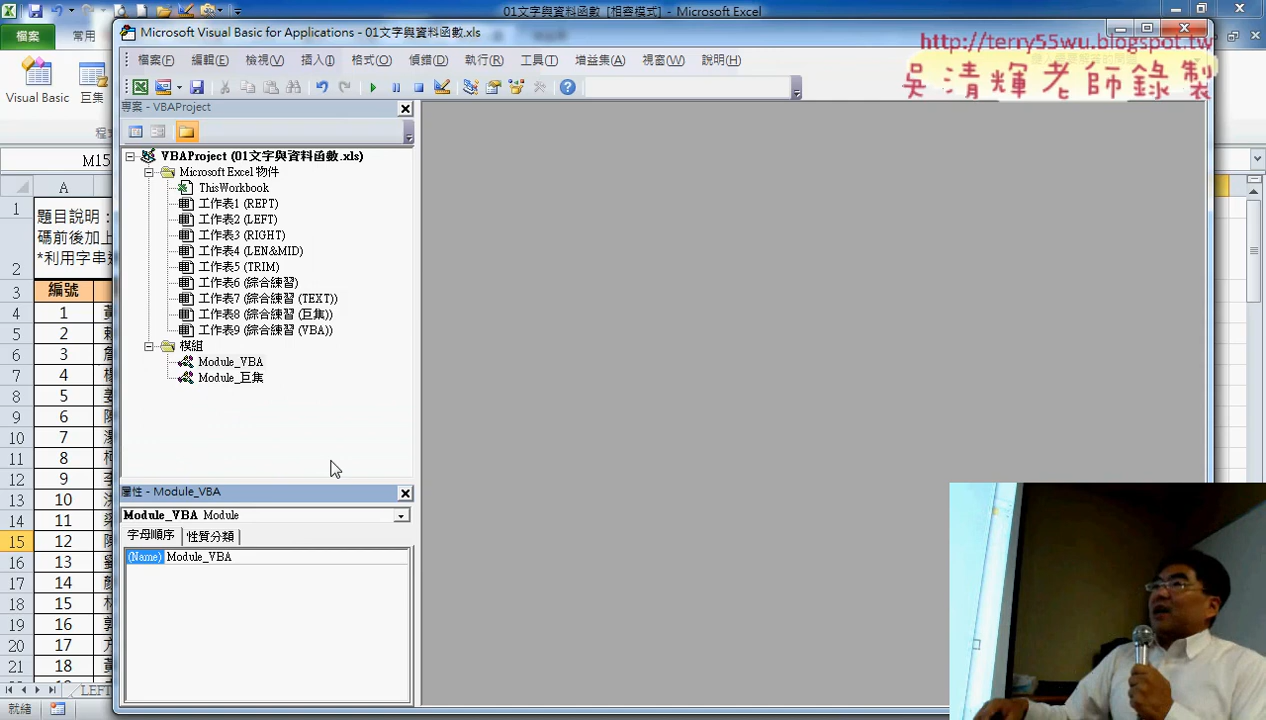 01文字與資料函數 [相容模式] - Microsoft Excel
Microsoft Visual Basic for Applications - 01文字與資料函數.xls
http://terry55wu.blogspot.tw
吳清輝老師錄製
檔案 常用
檔案(F) 編輯(E) 檢視(V) 插入(I) 格式(O) 偵錯(D) 執行(R) 工具(T) 增益集(A) 視窗(W) 說明(H)
Visual Basic 巨集
專案 - VBAProject
M15
VBAProject (01文字與資料函數.xls)
Microsoft Excel 物件
ThisWorkbook
工作表1 (REPT)
工作表2 (LEFT)
工作表3 (RIGHT)
工作表4 (LEN&MID)
工作表5 (TRIM)
工作表6 (綜合練習)
工作表7 (綜合練習 (TEXT))
工作表8 (綜合練習 (巨集))
工作表9 (綜合練習 (VBA))
模組
Module_VBA
Module_巨集
屬性 - Module_VBA
Module_VBA Module
字母順序 性質分類
(Name) Module_VBA
A
1 題目說明：
碼前後加上
2 *利用字串
3 編號
4 1
5 2
6 3
7 4
8 5
9 6
10 7
11 8
12 9
13 10
14 11
15 12
16 13
17 14
18 15
19 16
20 17
21 18
LEFT
就緒